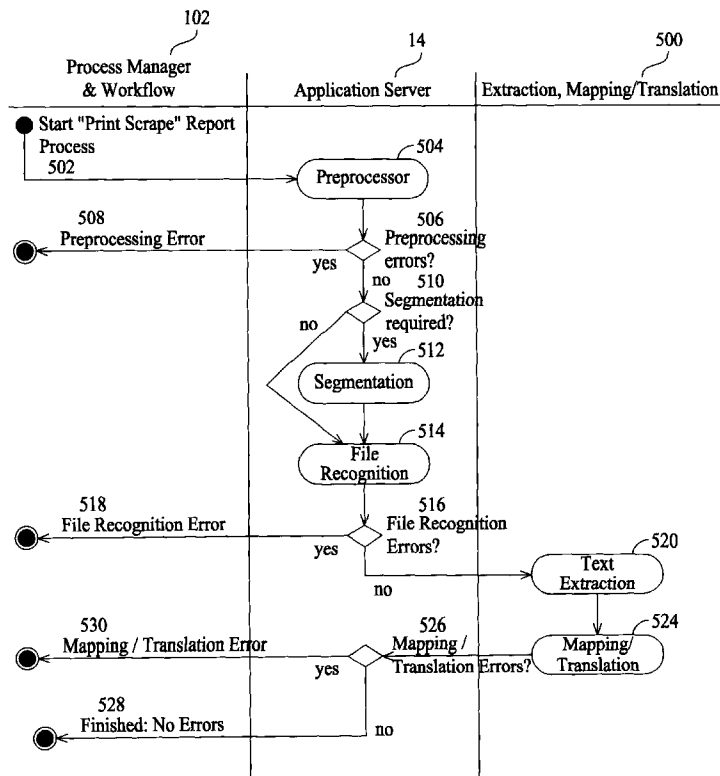 102
14
500
Process Manager
& Workflow
Application Server
Extraction, Mapping/Translation
Start "Print Scrape" Report
Process
502
504
Preprocessor
508
Preprocessing Error
506
Preprocessing
errors?
yes
no
510
Segmentation
required?
no
yes
512
Segmentation
514
File
Recognition
518
File Recognition Error
516
File Recognition
Errors?
yes
no
520
Text
Extraction
530
Mapping / Translation Error
526
Mapping /
Translation Errors?
524
Mapping/
Translation
yes
528
Finished: No Errors
no